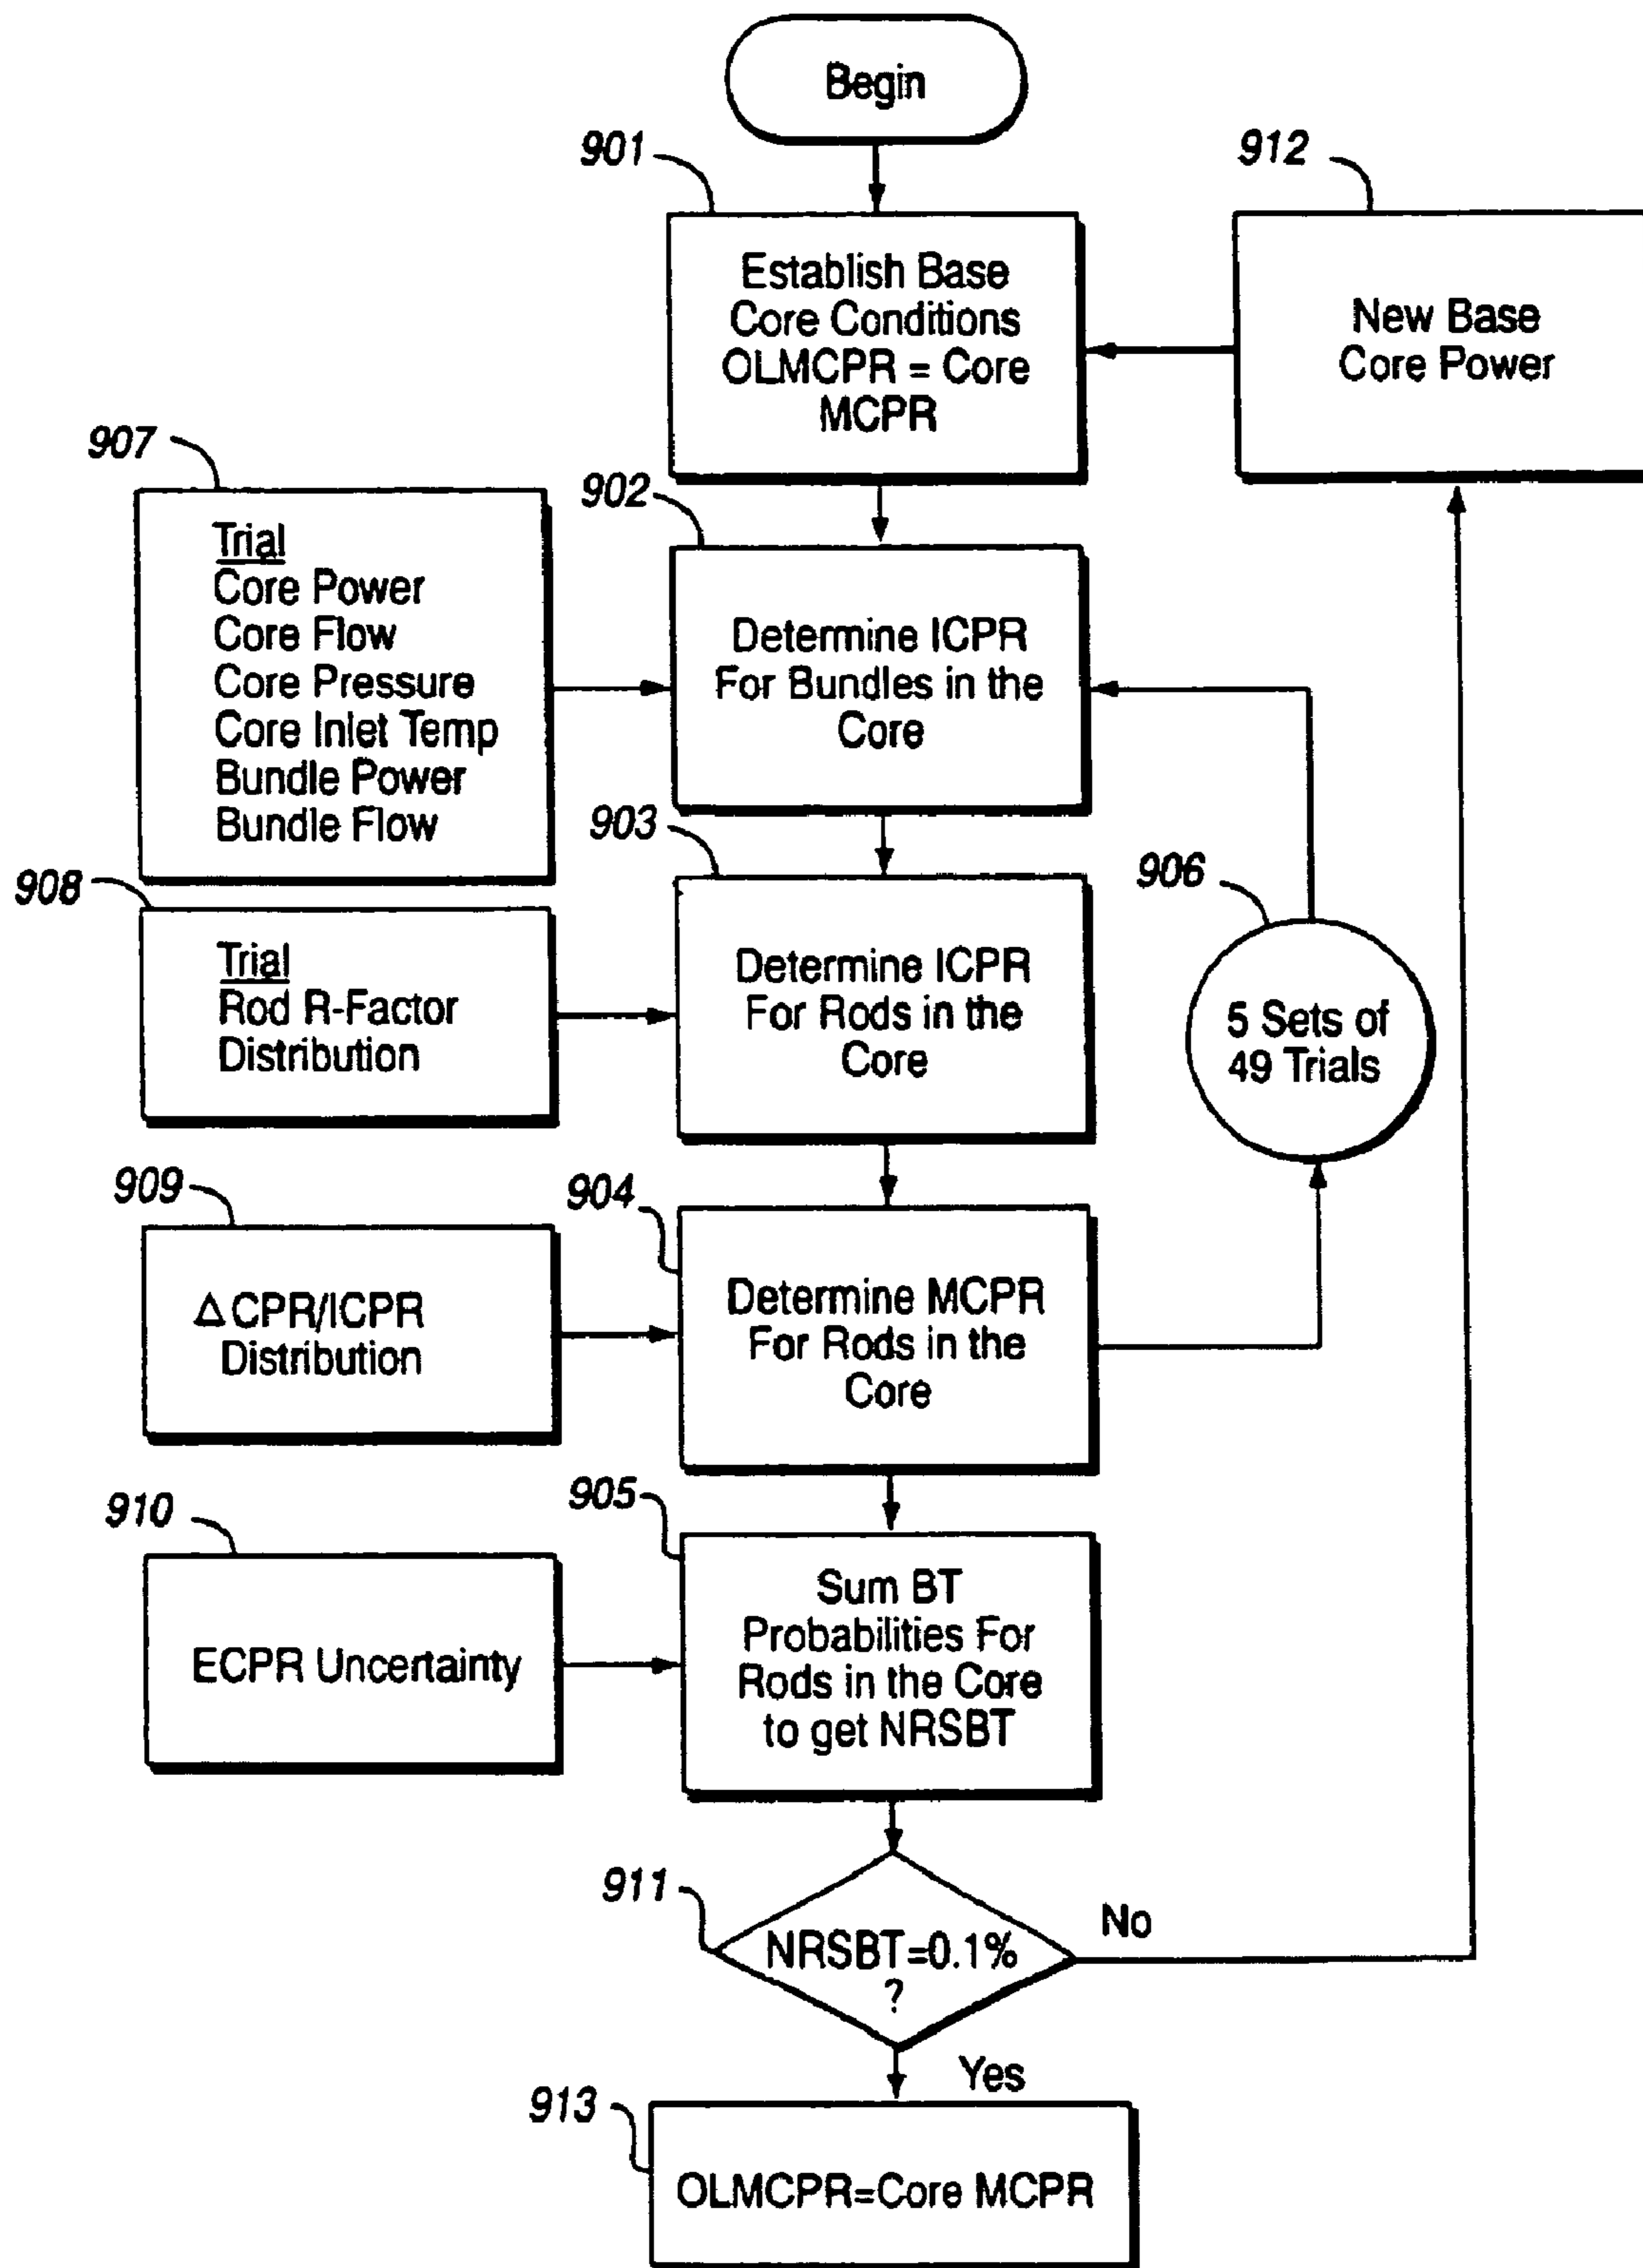 Begin
901
Establish Base
Core Conditions
OLMCPR = Core
MCPR
912
New Base
Core Power
907
Trial
Core Power
Core Flow
Core Pressure
Core Inlet Temp
Bundle Power
Bundle Flow
902
Determine ICPR
For Bundles in the
Core
908
Trial
Rod R-Factor
Distribution
903
Determine ICPR
For Rods in the
Core
906
5 Sets of
49 Trials
909
Δ CPR/ICPR
Distribution
904
Determine MCPR
For Rods in the
Core
910
ECPR Uncertainty
905
Sum BT
Probabilities For
Rods in the Core
to get NRSBT
911
NRSBT=0.1%
?
No
Yes
913
OLMCPR=Core MCPR